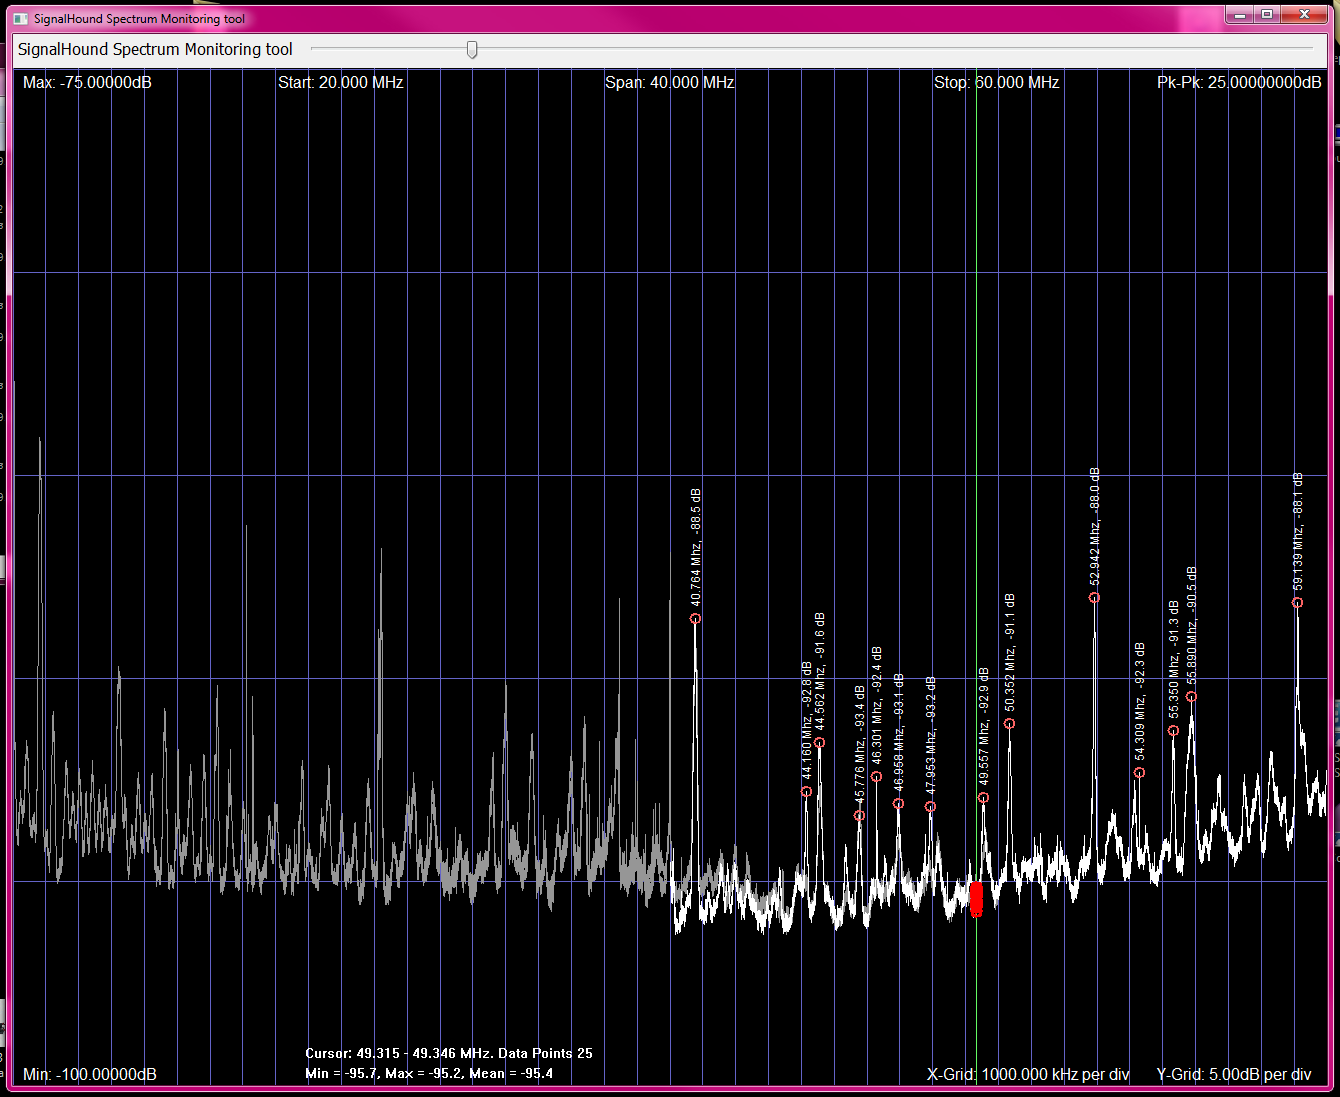 SignalHound Spectrum Monitoring tool
SignalHound Spectrum Monitoring tool
Max: -75.00000dB
Start: 20.000 MHz
Span: 40.000 MHz
Stop: 60.000 MHz
Pk-Pk: 25.00000000dB
40.764 Mhz, -88.5 dB
44.160 Mhz, -92.8 dB
44.562 Mhz, -91.6 dB
45.776 Mhz, -93.4 dB
46.301 Mhz, -92.4 dB
46.958 Mhz, -93.1 dB
47.953 Mhz, -93.2 dB
49.557 Mhz, -92.9 dB
50.352 Mhz, -91.1 dB
52.942 Mhz, -88.0 dB
54.309 Mhz, -92.3 dB
55.350 Mhz, -91.3 dB
55.890 Mhz, -90.5 dB
59.139 Mhz, -88.1 dB
Cursor: 49.315 - 49.346 MHz. Data Points 25
Min = -95.7, Max = -95.2, Mean = -95.4
Min: -100.00000dB
X-Grid: 1000.000 kHz per div
Y-Grid: 5.00dB per div